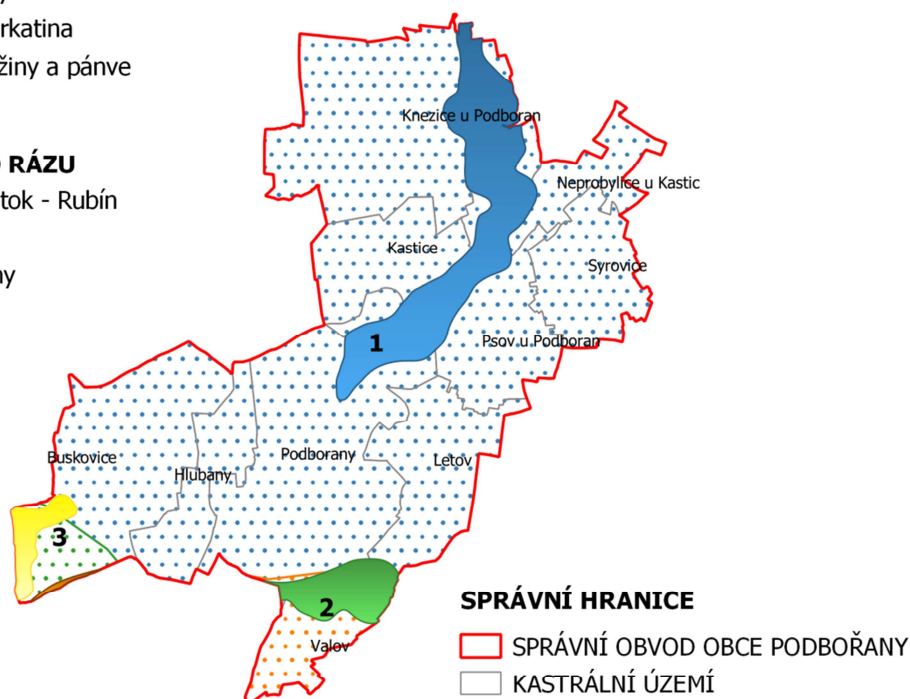 rkatina
žiny a pánve
RÁZU
tok - Rubín
Knezice u Podboran
Neprobylice u Kastic
Kastice
Syrovice
1
Psov u Podboran
Buskovice
Podborany
Letov
Hlubany
3
2
Valov
SPRÁVNÍ HRANICE
SPRÁVNÍ OBVOD OBCE PODBOŘANY
KASTRÁLNÍ ÚZEMÍ